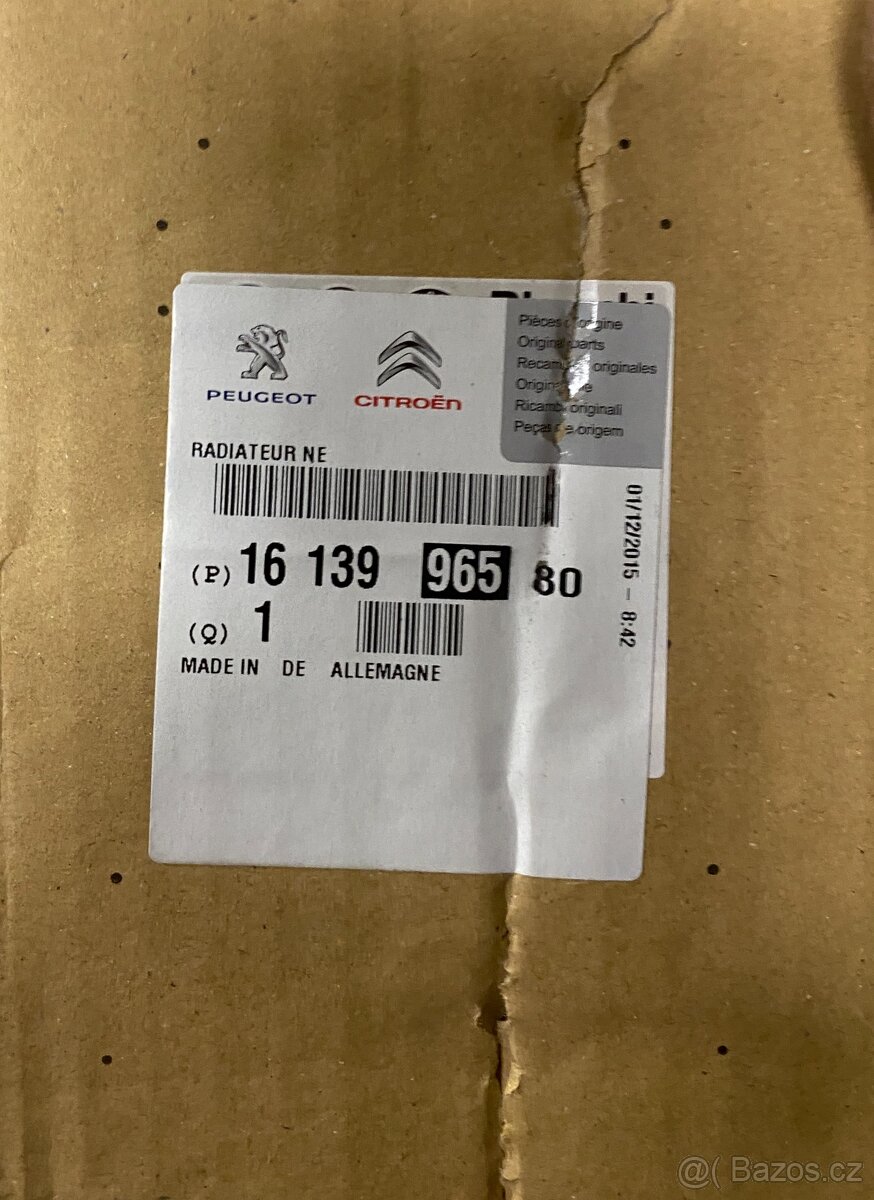 PEUGEOT
CITROËN
Pièces origine
Original parts
originales
Ricambi originali
Peças de origem
RADIATEUR NE
01/12/2015 - 8:42
(P) 16 139 965 80
(Q) 1
MADE IN DE ALLEMAGNE
@( Bazos.cz